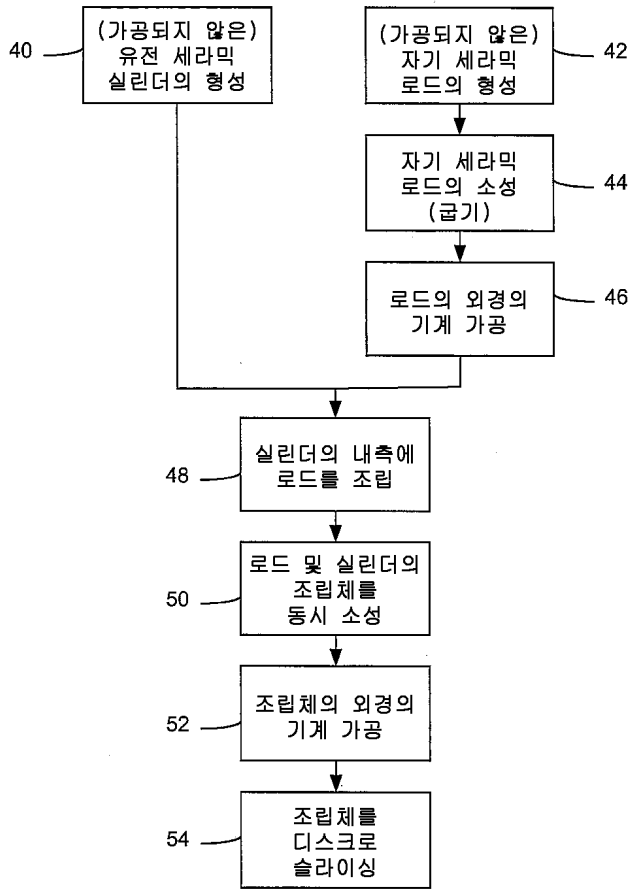 40
(가공되지 않은)
유전 세라믹
실린더의 형성
(가공되지 않은)
자기 세라믹
로드의 형성
42
자기 세라믹
로드의 소성
(굽기)
44
로드의 외경의
기계 가공
46
48
실린더의 내측에
로드를 조립
50
로드 및 실린더의
조립체를
동시 소성
52
조립체의 외경의
기계 가공
54
조립체를
디스크로
슬라이싱